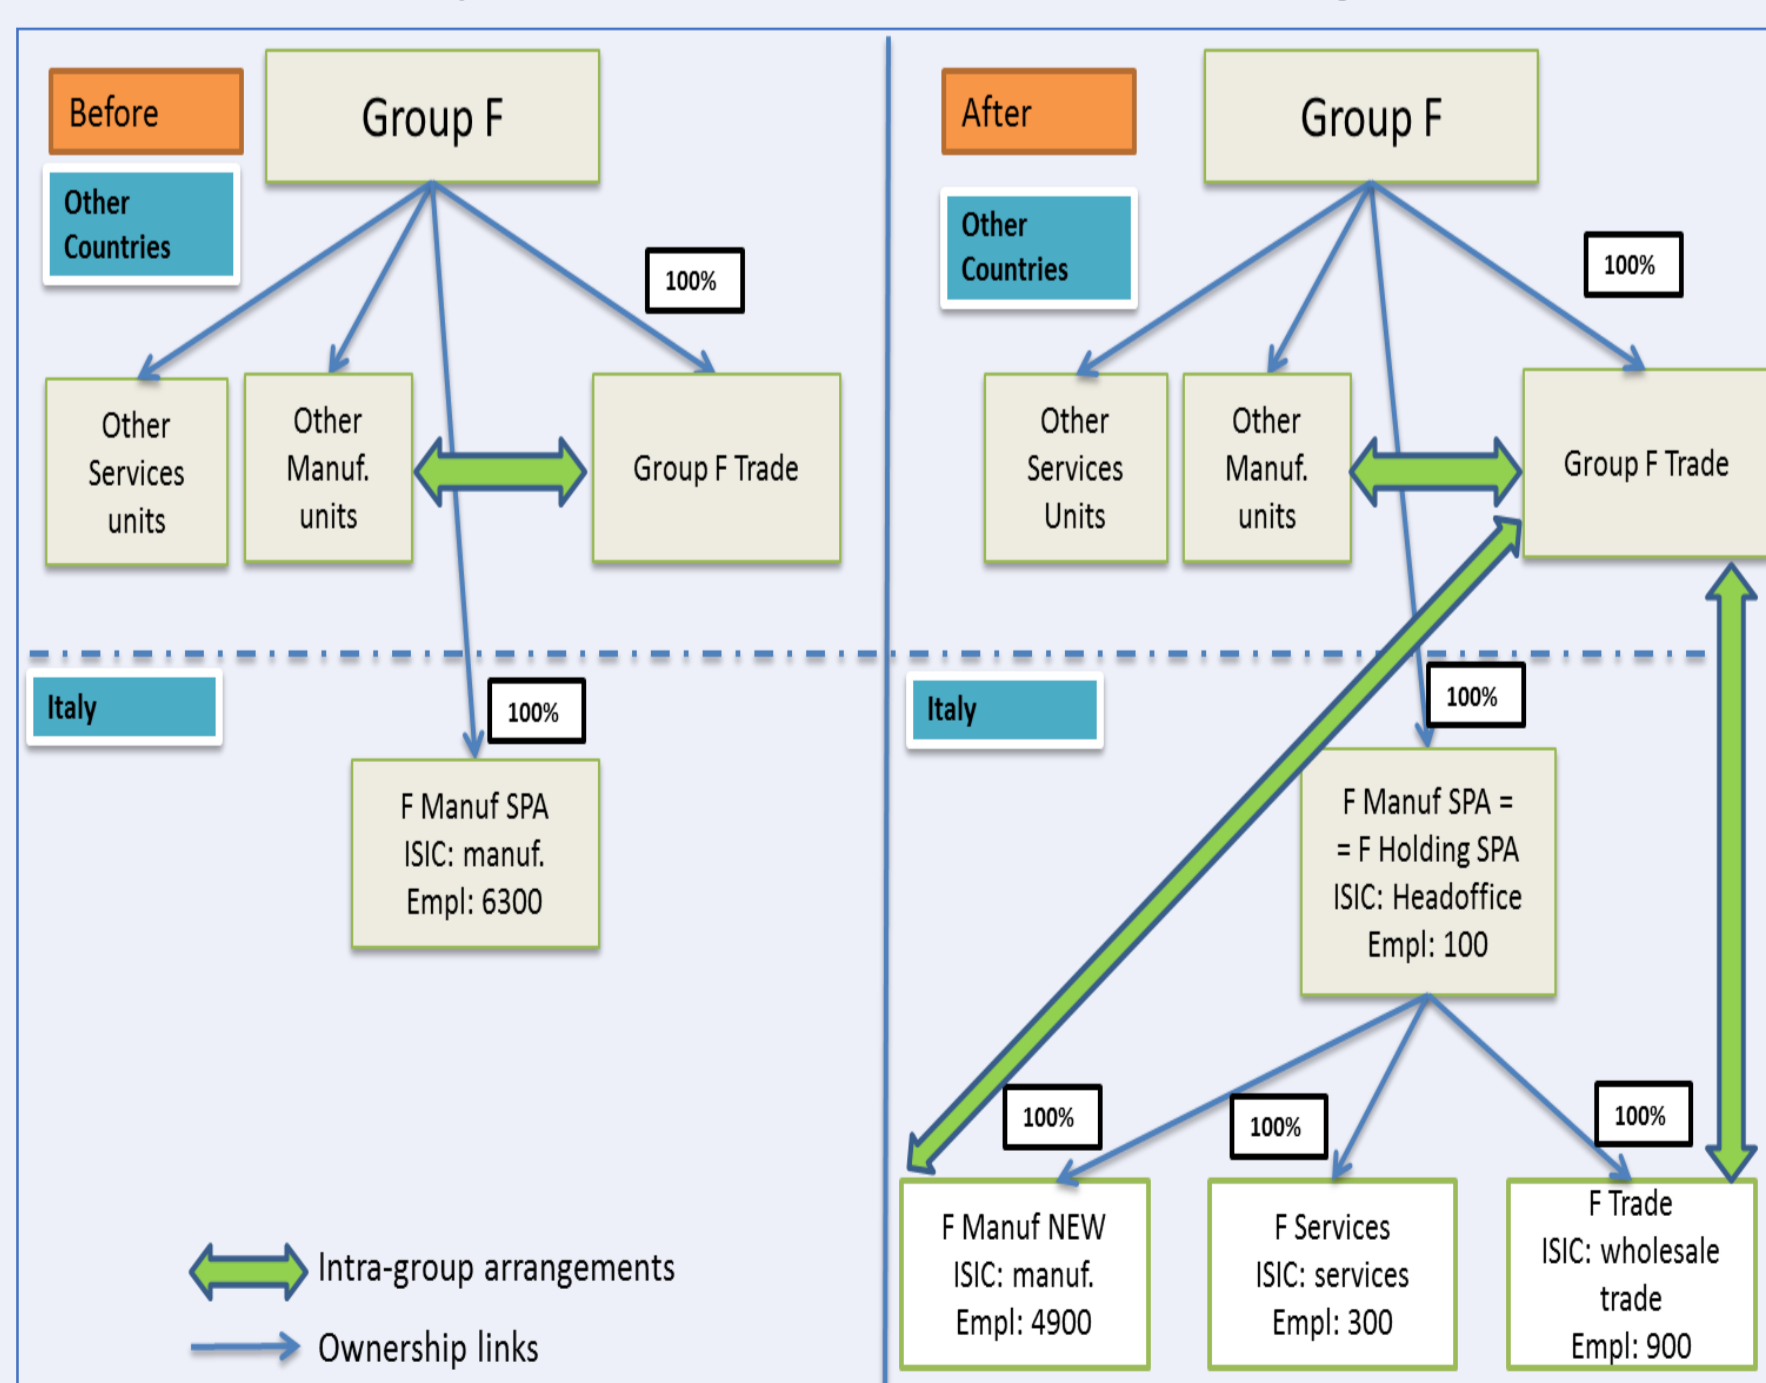 Before
Group F
Other
Countries
100%
Other
Services
units
Other
Manuf.
units
Group F Trade
Italy
100%
F Manuf SPA
ISIC: manuf.
Empl: 6300
Intra-group arrangements
Ownership links
After
Group F
Other
Countries
100%
Other
Services
Units
Other
Manuf.
units
Group F Trade
Italy
100%
F Manuf SPA =
= F Holding SPA
ISIC: Headoffice
Empl: 100
100%
100%
100%
F Manuf NEW
ISIC: manuf.
Empl: 4900
F Services
ISIC: services
Empl: 300
F Trade
ISIC: wholesale
trade
Empl: 900